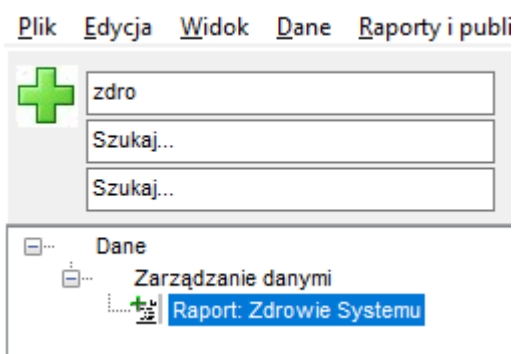 Plik Edycja Widok Dane Raporty i publi
zdro
Szukaj...
Szukaj...
Dane
Zarządzanie danymi
Raport: Zdrowie Systemu